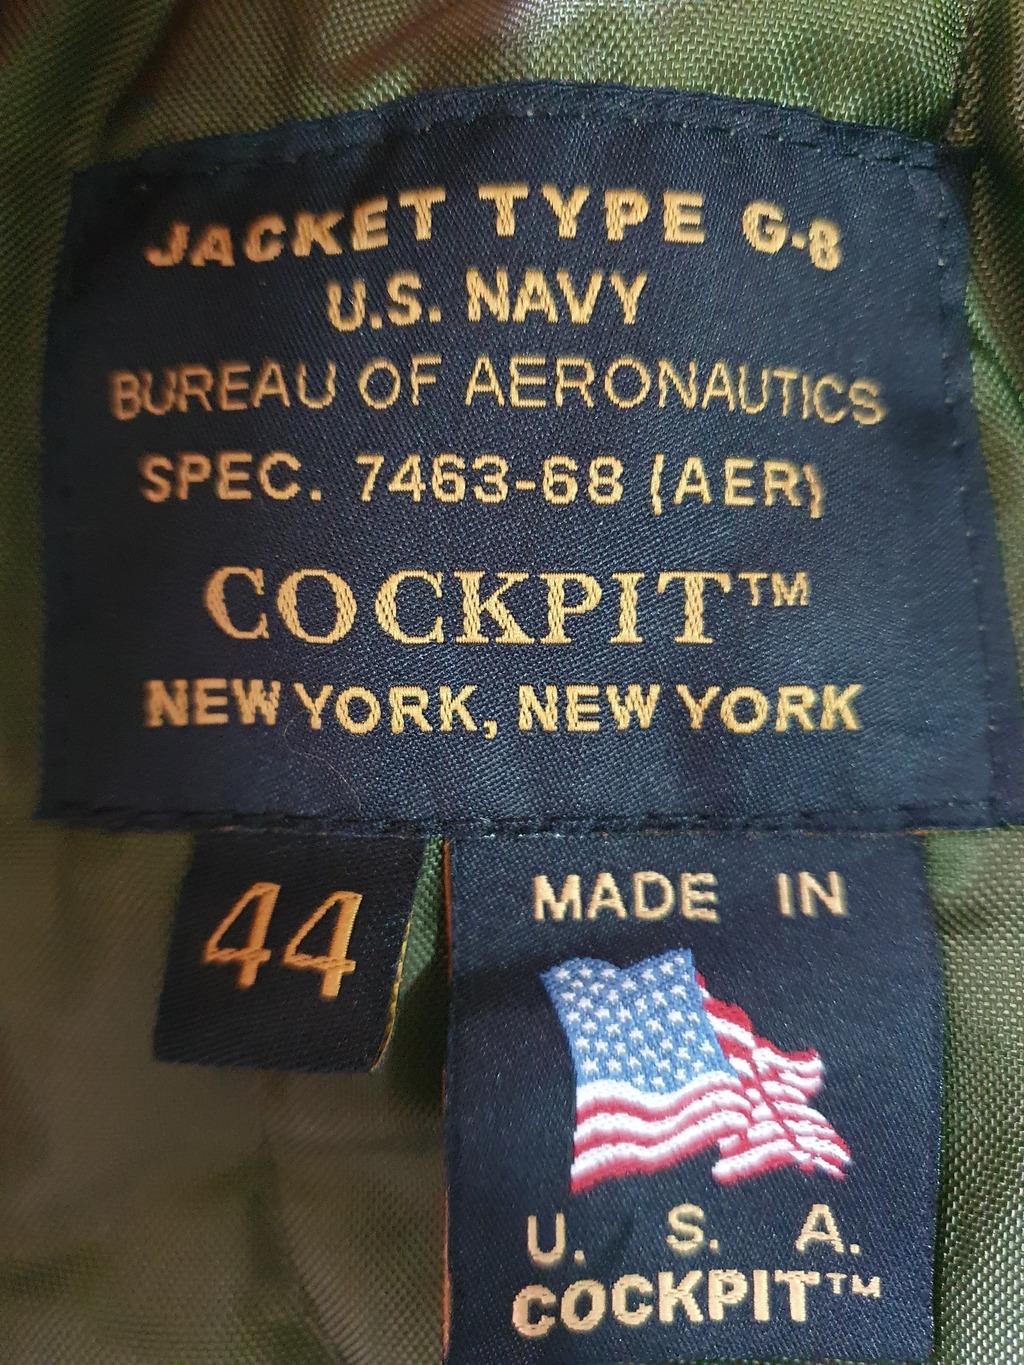 JACKET TYPE G-8
U.S. NAVY
BUREAU OF AERONAUTICS
SPEC. 7463-68 (AER)
COCKPIT™
NEW YORK, NEW YORK
44
MADE IN
U. S. A.
COCKPIT™